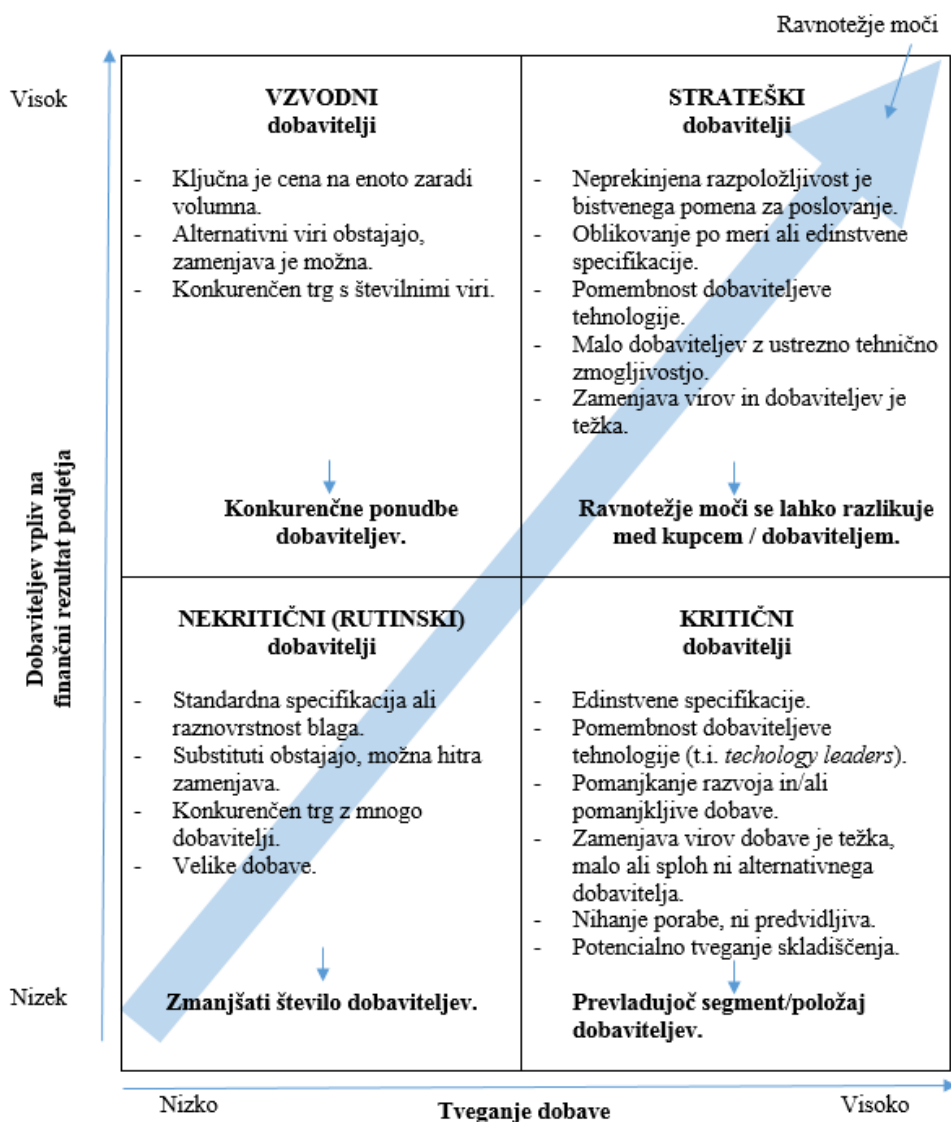 Ravnotežje moči
Visok
VZVODNI
dobavitelji
- Ključna je cena na enoto zaradi
volumna.
- Alternativni viri obstajajo,
zamenjava je možna.
- Konkurenčen trg s številnimi viri.
Konkurenčne ponudbe
dobaviteljev.
STRATEŠKI
dobavitelji
- Neprekinjena razpoložljivost je
bistvenega pomena za poslovanje.
- Oblikovanje po meri ali edinstvene
specifikacije.
- Pomembnost dobaviteljeve
tehnologije.
- Malo dobaviteljev z ustrezno tehnično
zmogljivostjo.
- Zamenjava virov in dobaviteljev je
težka.
Ravnotežje moči se lahko razlikuje
med kupcem / dobaviteljem.
Dobaviteljev vpliv na
finančni rezultat podjetja
NEKRITIČNI (RUTINSKI)
dobavitelji
- Standardna specifikacija ali
raznovrstnost blaga.
- Substituti obstajajo, možna hitra
zamenjava.
- Konkurenčen trg z mnogo
dobavitelji.
- Velike dobave.
Zmanjšati število dobaviteljev.
KRITIČNI
dobavitelji
- Edinstvene specifikacije.
- Pomembnost dobaviteljeve
tehnologije (t.i. techology leaders).
- Pomanjkanje razvoja in/ali
pomanjkljive dobave.
- Zamenjava virov dobave je težka,
malo ali sploh ni alternativnega
dobavitelja.
- Nihanje porabe, ni predvidljiva.
- Potencialno tveganje skladiščenja.
Prevladujoč segment/položaj
dobaviteljev.
Nizek
Nizko
Tveganje dobave
Visoko